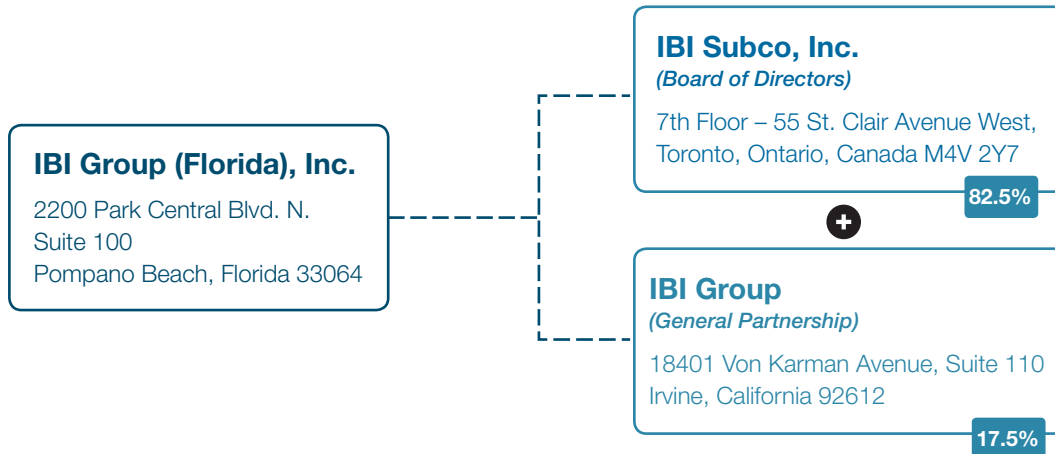 IBI Group (Florida), Inc.
2200 Park Central Blvd. N.
Suite 100
Pompano Beach, Florida 33064
IBI Subco, Inc.
(Board of Directors)
7th Floor – 55 St. Clair Avenue West,
Toronto, Ontario, Canada M4V 2Y7
82.5%
+
IBI Group
(General Partnership)
18401 Von Karman Avenue, Suite 110
Irvine, California 92612
17.5%